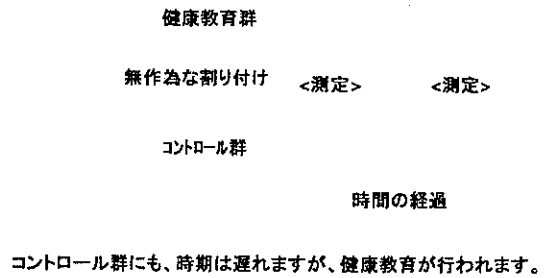 健康教育群
無作為な割り付け <測定> <測定>
コントロール群
時間の経過
コントロール群にも、時期は遅れますが、健康教育が行われます。